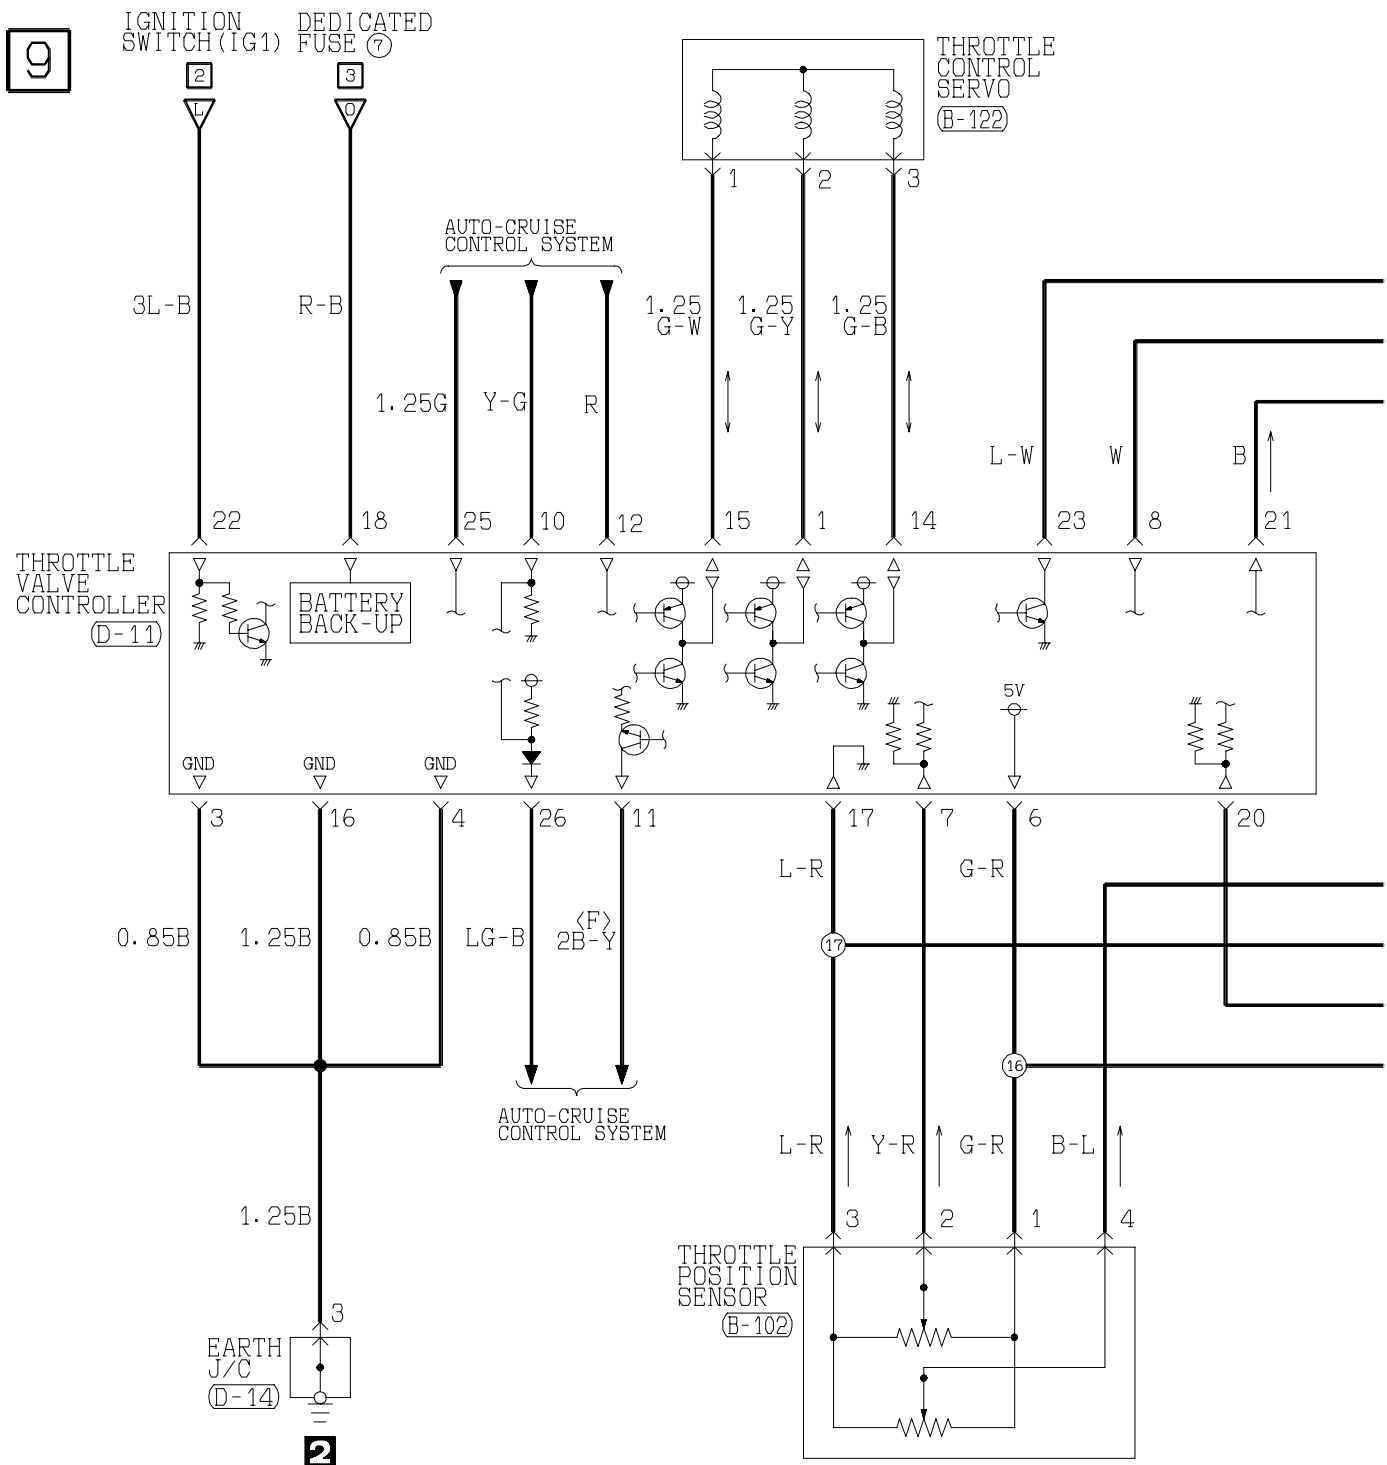 9
IGNITION
SWITCH(IG1)
DEDICATED
FUSE 7
2
3
L
O
THROTTLE
CONTROL
SERVO
B-122
1
2
3
AUTO-CRUISE
CONTROL SYSTEM
3L-B
R-B
1.25
G-W
1.25
G-Y
1.25
G-B
1.25G
Y-G
R
L-W
W
B
22
18
25
10
12
15
1
14
23
8
21
THROTTLE
VALVE
CONTROLLER
D-11
BATTERY
BACK-UP
5V
GND
GND
GND
3
16
4
26
11
17
7
6
20
L-R
G-R
0.85B
1.25B
0.85B
LG-B
<F>
2B-Y
17
16
AUTO-CRUISE
CONTROL SYSTEM
L-R
Y-R
G-R
B-L
1.25B
3
2
1
4
THROTTLE
POSITION
SENSOR
B-102
3
EARTH
J/C
D-14
2